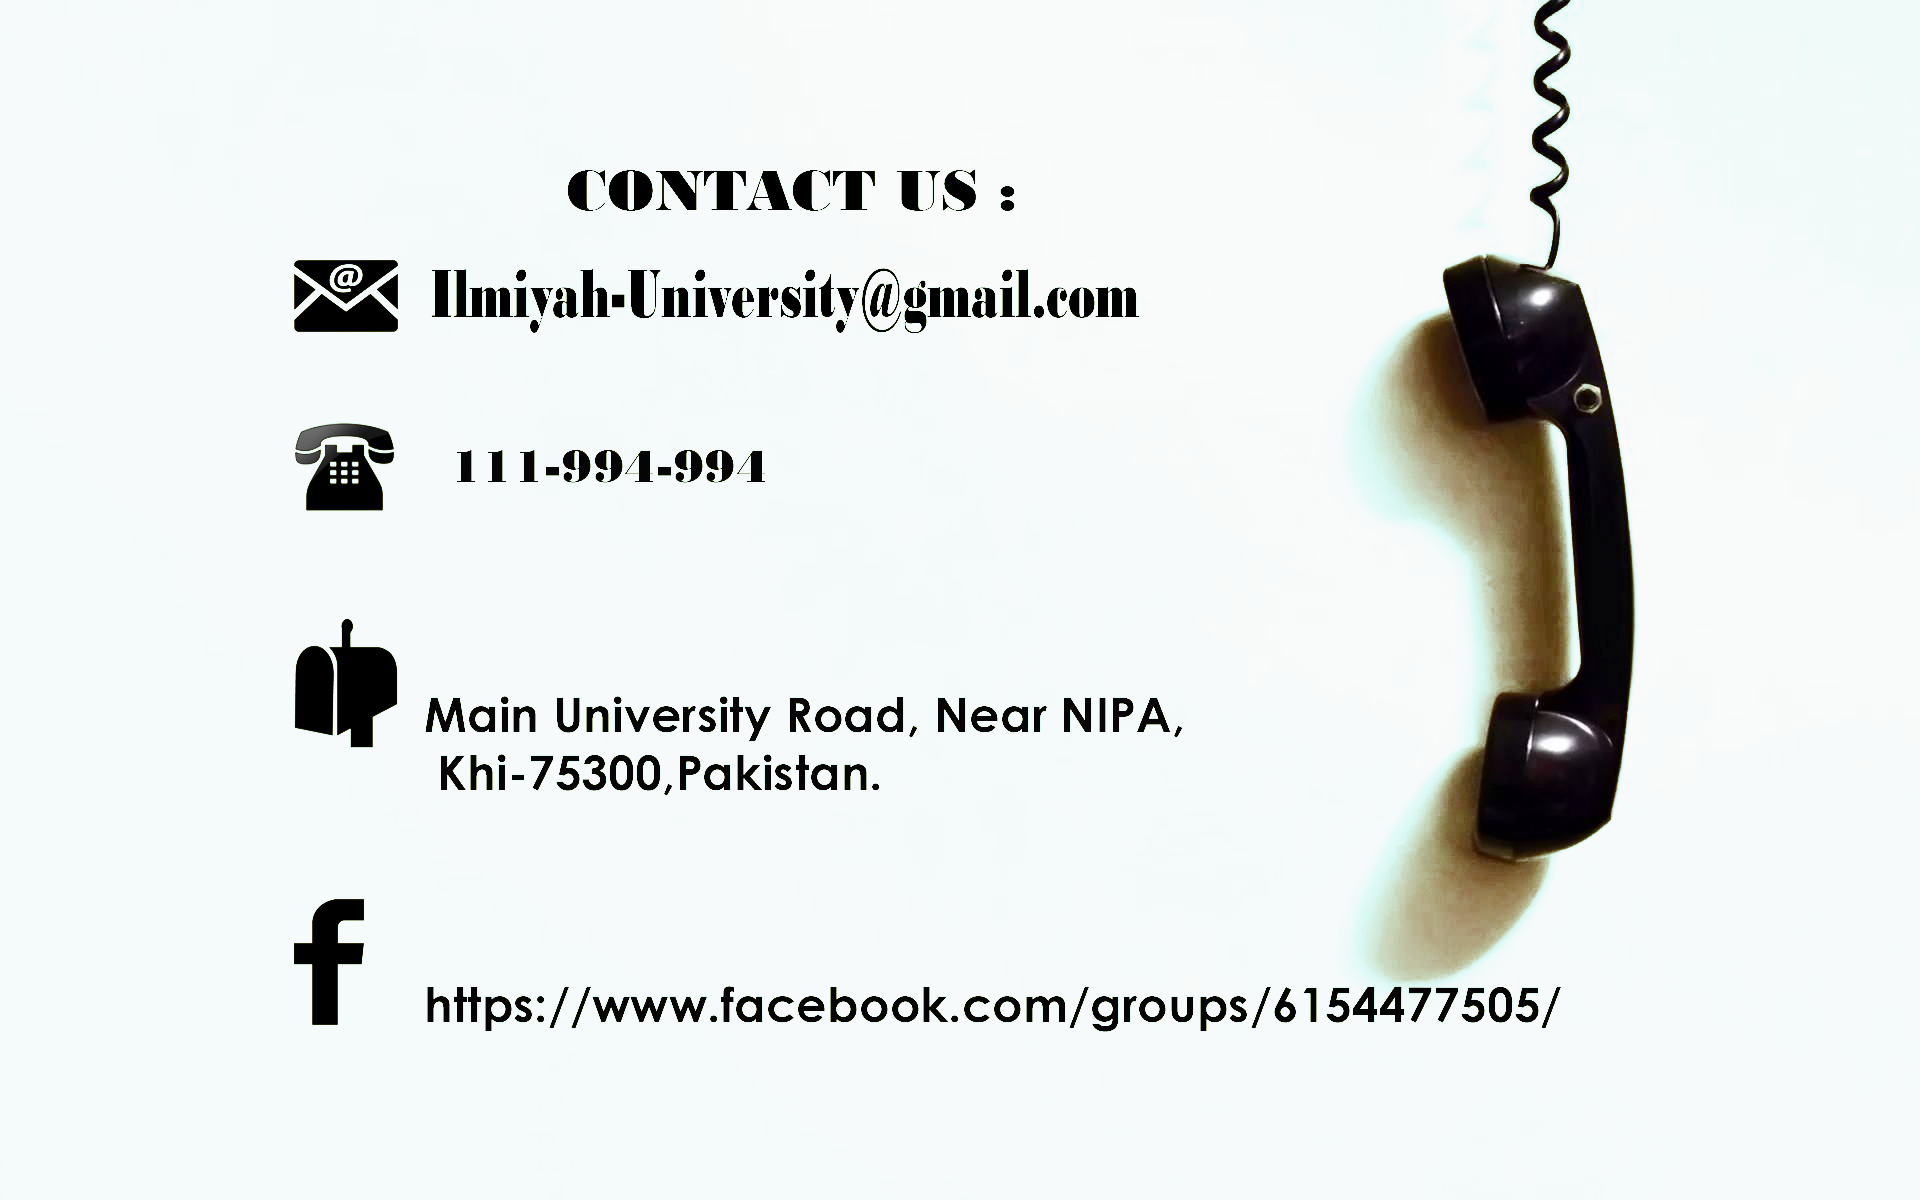 CONTACT US :
@ Ilmiyah-University@gmail.com
111-994-994
Main University Road, Near NIPA,
Khi-75300,Pakistan.
f https://www.facebook.com/groups/6154477505/